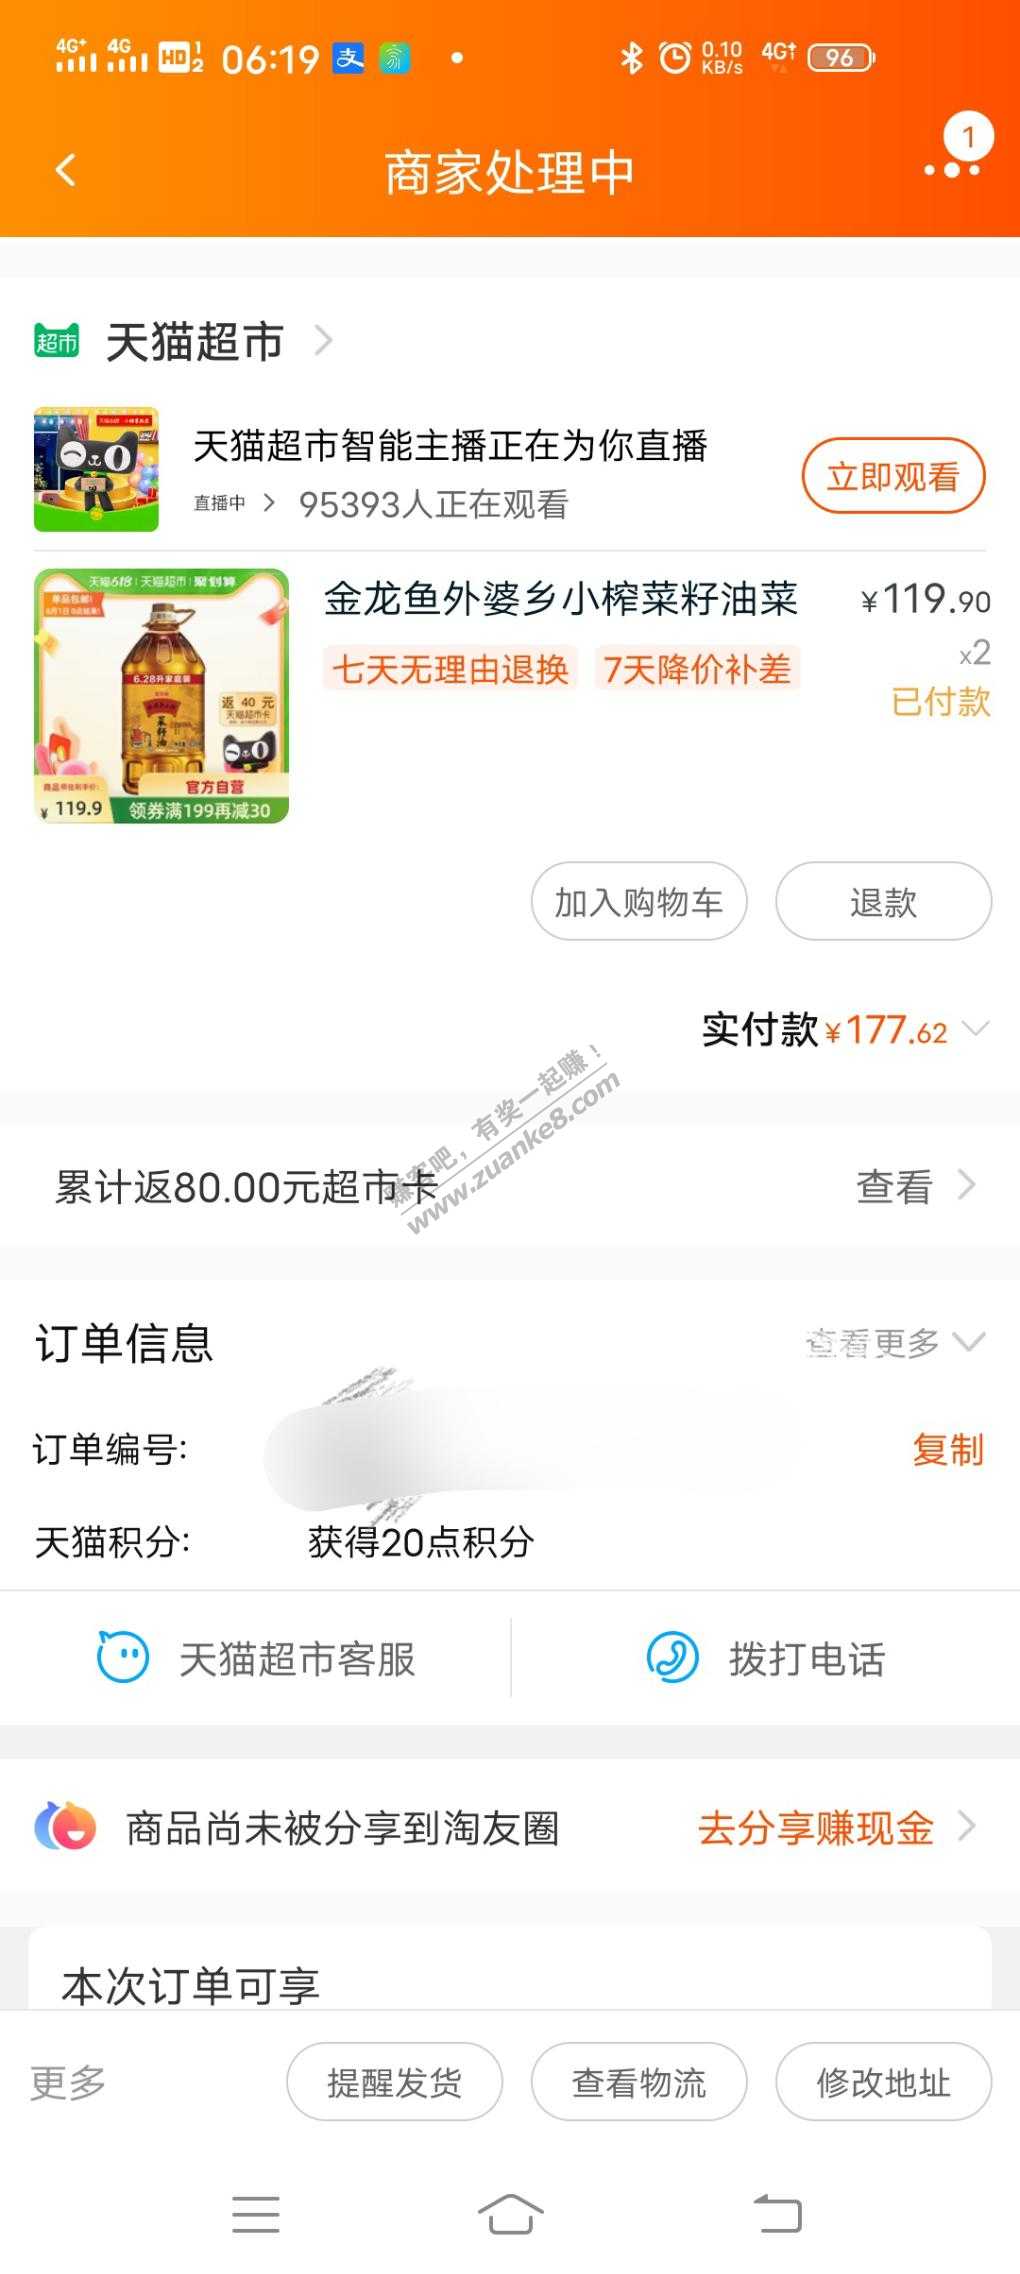 4G+ 4G HD 1 2 06:19 支 0.10 KB/s 4G 96
商家处理中
1
超市 天猫超市
天猫超市智能主播正在为你直播
直播中 95393人正在观看
立即观看
天猫618 天猫超市 聚划算
单品包邮!
6.28升家庭装
菜籽油
返 40 元
天猫超市卡
官方自营
¥ 119.9 领券满199再减30
金龙鱼外婆乡小榨菜籽油菜
¥119.90
七天无理由退换 7天降价补差
x2
已付款
加入购物车 退款
实付款¥177.62
赚客吧,有奖一起赚!
www.zuanke8.com
累计返80.00元超市卡 查看
订单信息 查看更多
订单编号: 复制
天猫积分: 获得20点积分
天猫超市客服 拨打电话
商品尚未被分享到淘友圈 去分享赚现金
本次订单可享
更多 提醒发货 查看物流 修改地址